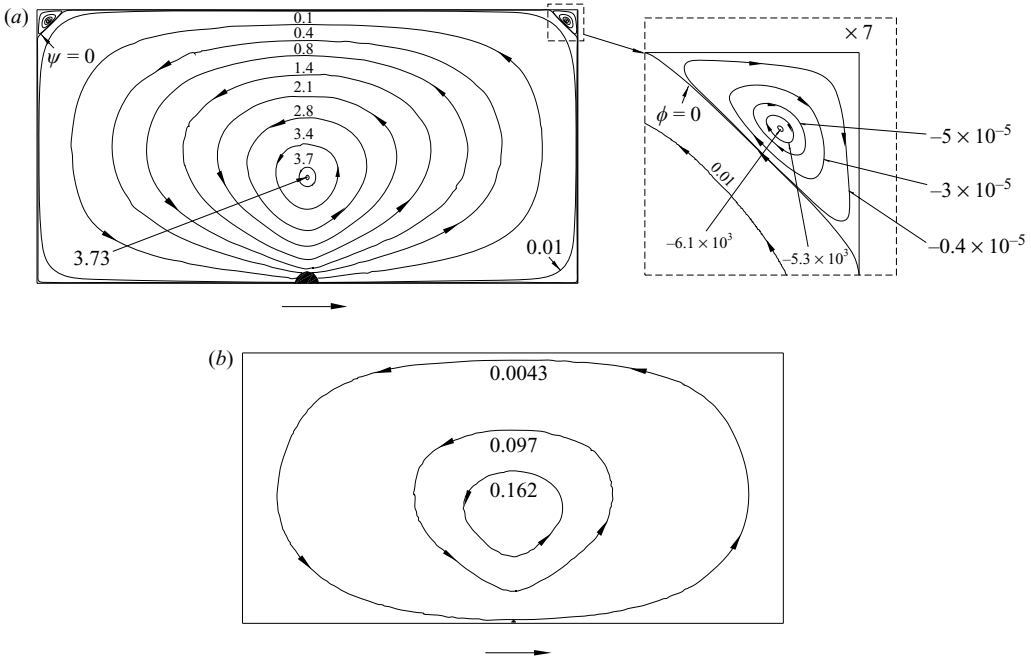 (a)
ψ = 0
0.1
0.4
0.8
1.4
2.1
2.8
3.4
3.7
3.73
0.01
× 7
ϕ = 0
0.01
–5 × 10⁻⁵
–3 × 10⁻⁵
–0.4 × 10⁻⁵
–6.1 × 10³
–5.3 × 10³
(b)
0.0043
0.097
0.162